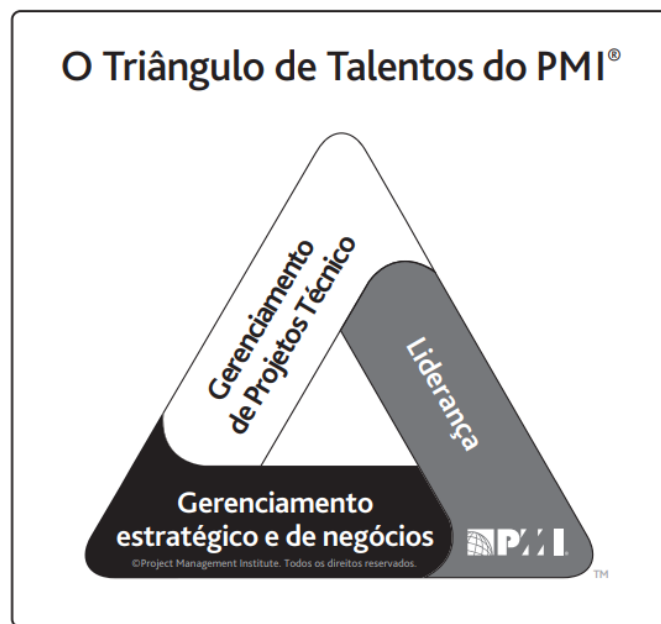 O Triângulo de Talentos do PMI®
Gerenciamento
de Projetos Técnico
Liderança
Gerenciamento
estratégico e de negócios
©Project Management Institute. Todos os direitos reservados.
PMI.
TM